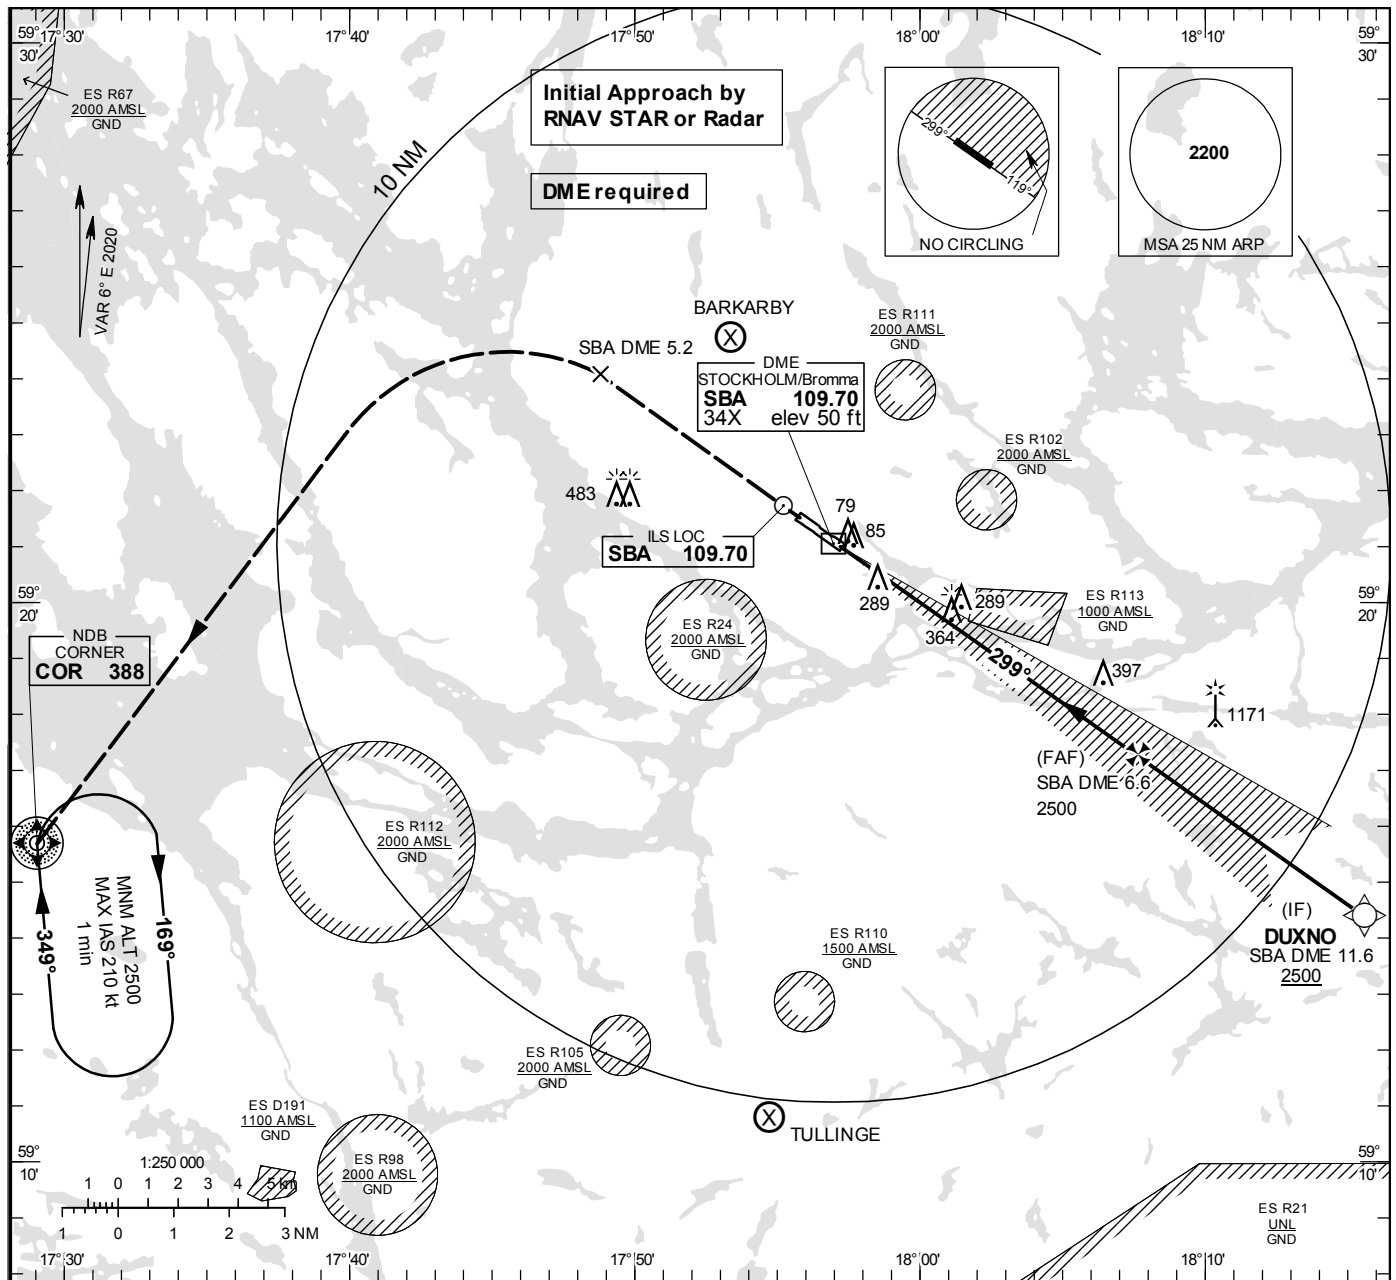 17°30'
17°40'
17°50'
18°00'
18°10'
59°
30'
59°
30'
ES R67
2000 AMSL
GND
VAR 6° E 2020
10 NM
Initial Approach by
RNAV STAR or Radar
DME required
299°
119°
NO CIRCLING
2200
MSA 25 NM ARP
BARKARBY
X
SBA DME 5.2
DME
STOCKHOLM/Bromma
SBA 109.70
34X elev 50 ft
ES R111
2000 AMSL
GND
ES R102
2000 AMSL
GND
483
79
85
ILS LOC
SBA 109.70
289
289
364
ES R113
1000 AMSL
GND
59°
20'
59°
20'
NDB
CORNER
COR 388
ES R24
2000 AMSL
GND
299°
397
1171
(FAF)
SBA DME 6.6
2500
ES R112
2000 AMSL
GND
349°
MNM ALT 2500
MAX IAS 210 kt
1 min
169°
(IF)
DUXNO
SBA DME 11.6
2500
ES R110
1500 AMSL
GND
ES R105
2000 AMSL
GND
X
TULLINGE
ES D191
1100 AMSL
GND
ES R98
2000 AMSL
GND
59°
10'
59°
10'
1:250 000
1 0 1 2 3 4 5 km
1 0 1 2 3 NM
ES R21
UNL
GND
17°30'
17°40'
17°50'
18°00'
18°10'